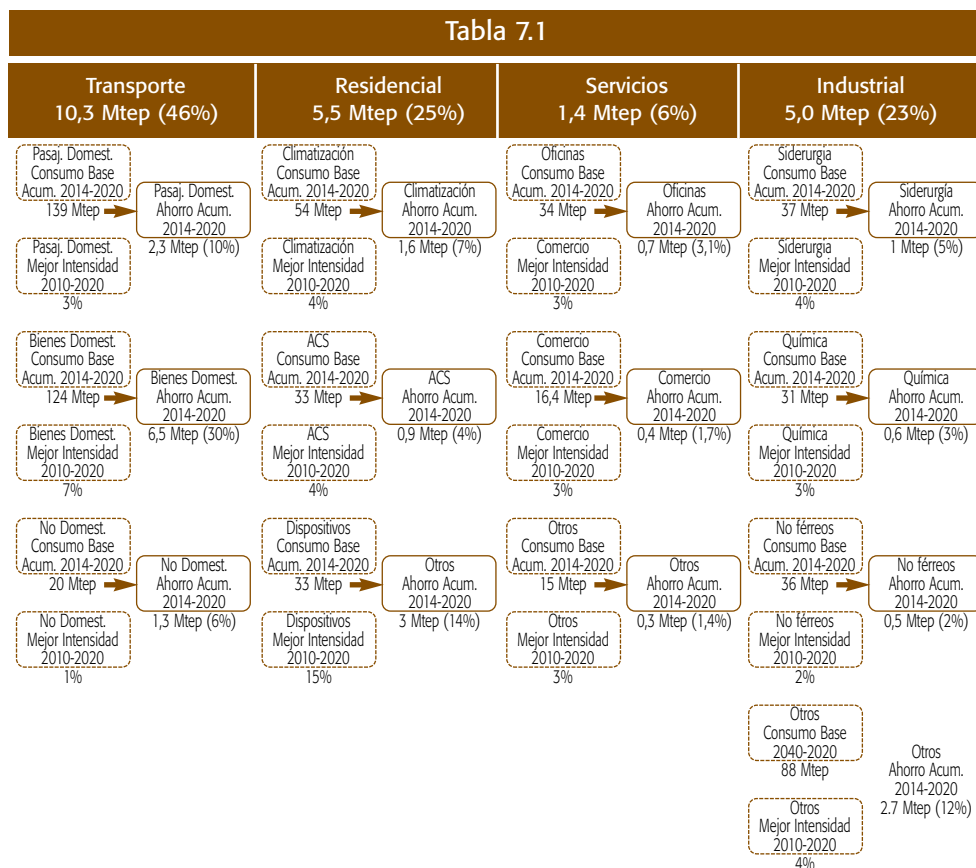 Tabla 7.1
Transporte
10,3 Mtep (46%)
Residencial
5,5 Mtep (25%)
Servicios
1,4 Mtep (6%)
Industrial
5,0 Mtep (23%)
Pasaj. Domest.
Consumo Base
Acum. 2014-2020
139 Mtep
Pasaj. Domest.
Ahorro Acum.
2014-2020
2,3 Mtep (10%)
Pasaj. Domest.
Mejor Intensidad
2010-2020
3%
Climatización
Consumo Base
Acum. 2014-2020
54 Mtep
Climatización
Ahorro Acum.
2014-2020
1,6 Mtep (7%)
Climatización
Mejor Intensidad
2010-2020
4%
Oficinas
Consumo Base
Acum. 2014-2020
34 Mtep
Oficinas
Ahorro Acum.
2014-2020
0,7 Mtep (3,1%)
Comercio
Mejor Intensidad
2010-2020
3%
Siderurgia
Consumo Base
Acum. 2014-2020
37 Mtep
Siderurgía
Ahorro Acum.
2014-2020
1 Mtep (5%)
Siderurgia
Mejor Intensidad
2010-2020
4%
Bienes Domest.
Consumo Base
Acum. 2014-2020
124 Mtep
Bienes Domest.
Ahorro Acum.
2014-2020
6,5 Mtep (30%)
Bienes Domest.
Mejor Intensidad
2010-2020
7%
ACS
Consumo Base
Acum. 2014-2020
33 Mtep
ACS
Ahorro Acum.
2014-2020
0,9 Mtep (4%)
ACS
Mejor Intensidad
2010-2020
4%
Comercio
Consumo Base
Acum. 2014-2020
16,4 Mtep
Comercio
Ahorro Acum.
2014-2020
0,4 Mtep (1,7%)
Comercio
Mejor Intensidad
2010-2020
3%
Química
Consumo Base
Acum. 2014-2020
31 Mtep
Química
Ahorro Acum.
2014-2020
0,6 Mtep (3%)
Química
Mejor Intensidad
2010-2020
3%
No Domest.
Consumo Base
Acum. 2014-2020
20 Mtep
No Domest.
Ahorro Acum.
2014-2020
1,3 Mtep (6%)
No Domest.
Mejor Intensidad
2010-2020
1%
Dispositivos
Consumo Base
Acum. 2014-2020
33 Mtep
Otros
Ahorro Acum.
2014-2020
3 Mtep (14%)
Dispositivos
Mejor Intensidad
2010-2020
15%
Otros
Consumo Base
Acum. 2014-2020
15 Mtep
Otros
Ahorro Acum.
2014-2020
0,3 Mtep (1,4%)
Otros
Mejor Intensidad
2010-2020
3%
No férreos
Consumo Base
Acum. 2014-2020
36 Mtep
No férreos
Ahorro Acum.
2014-2020
0,5 Mtep (2%)
No férreos
Mejor Intensidad
2010-2020
2%
Otros
Consumo Base
2040-2020
88 Mtep
Otros
Ahorro Acum.
2014-2020
2.7 Mtep (12%)
Otros
Mejor Intensidad
2010-2020
4%